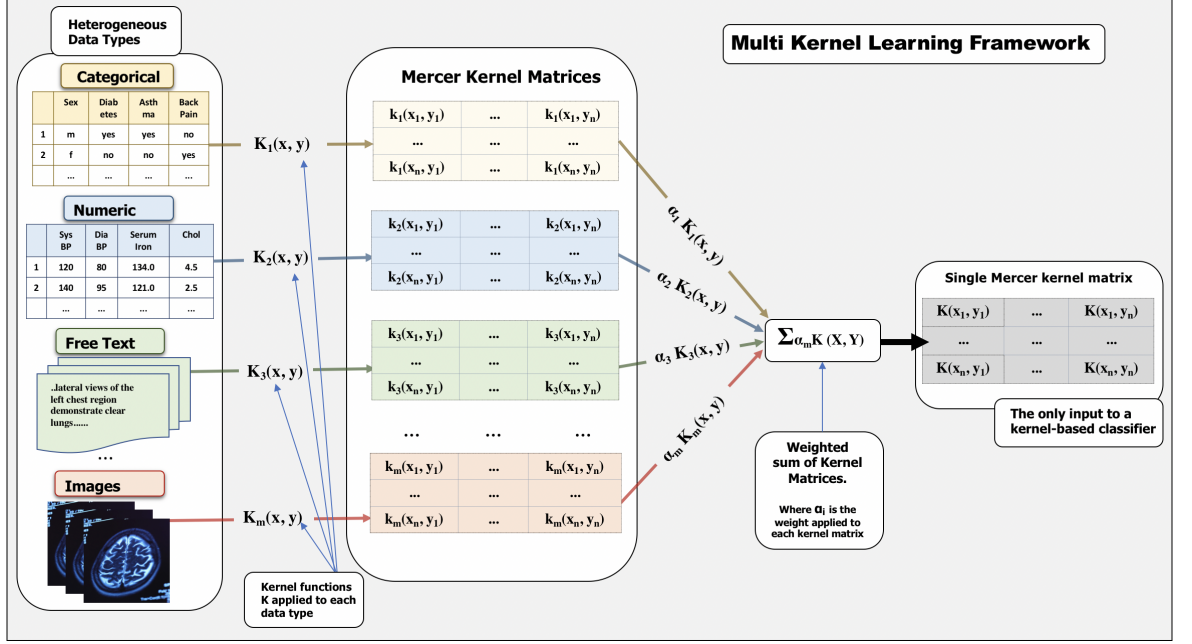 Heterogeneous
Data Types
Multi Kernel Learning Framework
Categorical
Sex Diab Asth Back
etes ma Pain
1 m yes yes no
2 f no no yes
... ... ... ...
Numeric
Sys Dia Serum Chol
BP BP Iron
1 120 80 134.0 4.5
2 140 95 121.0 2.5
... ... ... ...
Free Text
..lateral views of the
left chest region
demonstrate clear
lungs......
...
Images
K₁(x, y)
K₂(x, y)
K₃(x, y)
Kₘ(x, y)
Kernel functions
K applied to each
data type
Mercer Kernel Matrices
k₁(x₁, y₁) ... k₁(x₁, yₙ)
... ... ...
k₁(xₙ, y₁) ... k₁(xₙ, yₙ)
k₂(x₁, y₁) ... k₂(x₁, yₙ)
... ... ...
k₂(xₙ, y₁) ... k₂(xₙ, yₙ)
k₃(x₁, y₁) ... k₃(x₁, yₙ)
... ... ...
k₃(xₙ, y₁) ... k₃(xₙ, yₙ)
... ... ...
kₘ(x₁, y₁) ... kₘ(x₁, yₙ)
... ... ...
kₘ(xₙ, y₁) ... kₘ(xₙ, yₙ)
α₁ K₁(x, y)
α₂ K₂(x, y)
α₃ K₃(x, y)
αₘ Kₘ(x, y)
∑αₘK (X, Y)
Weighted
sum of Kernel
Matrices.
Where αᵢ is the
weight applied to
each kernel matrix
Single Mercer kernel matrix
K(x₁, y₁) ... K(x₁, yₙ)
... ... ...
K(xₙ, y₁) ... K(xₙ, yₙ)
The only input to a
kernel-based classifier